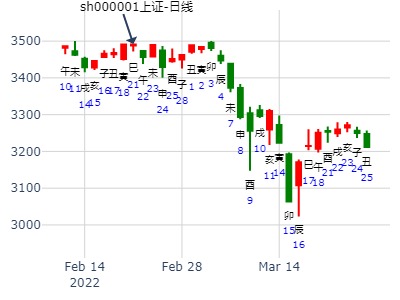 sh000001上证-日线
3500
3400
3300
3200
3100
3000
午
10
未
11
戌
14
亥
15
子
16
丑
17
寅
18
巳
21
午
22
未
23
申
24
酉
25
子
28
丑
1
寅
2
卯
3
辰
4
未
7
申
8
酉
9
戌
10
亥
11
寅
14
卯
15
辰
16
巳
17
午
18
酉
21
戌
22
亥
23
子
24
丑
25
Feb 14
2022
Feb 28
Mar 14